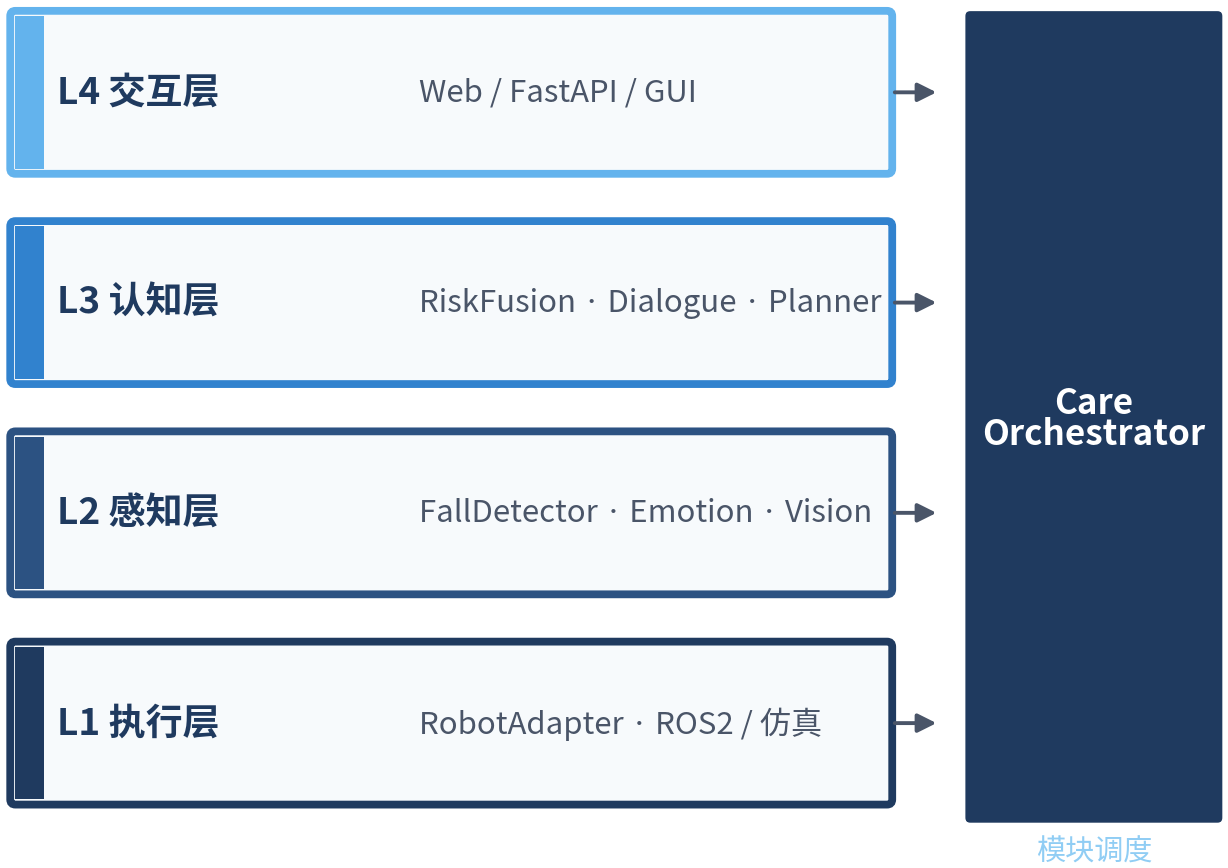 L4 交互层
Web / FastAPI / GUI
L3 认知层
RiskFusion · Dialogue · Planner
L2 感知层
FallDetector · Emotion · Vision
L1 执行层
RobotAdapter · ROS2 / 仿真
Care
Orchestrator
模块调度